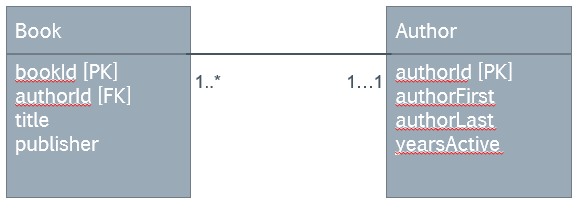 Book
bookId [PK]
authorId [FK]
title
publisher
1..*
1...1
Author
authorId [PK]
authorFirst
authorLast
yearsActive